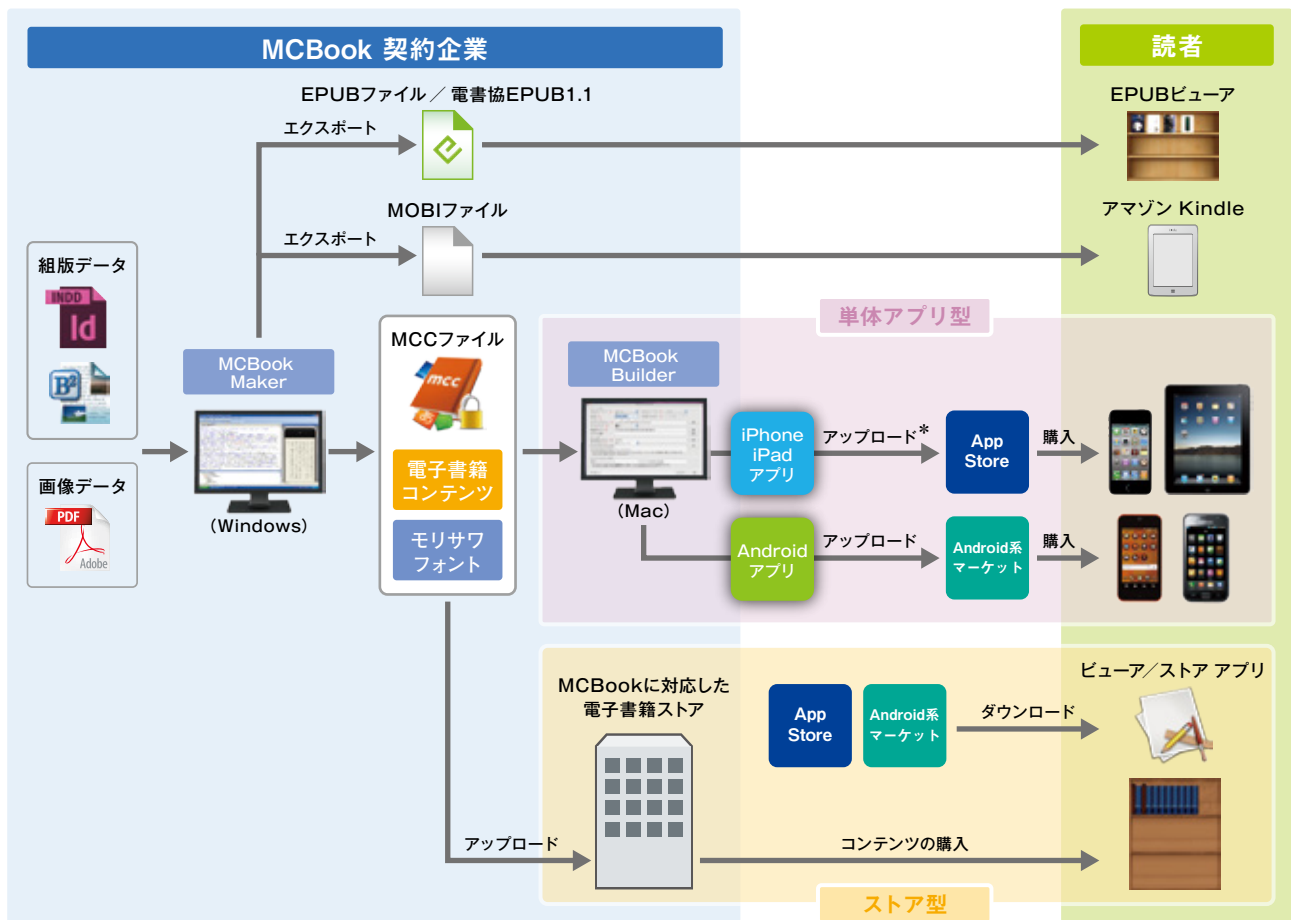 MCBook 契約企業
読者
EPUBファイル ／ 電書協EPUB1.1
エクスポート
EPUBビューア
MOBIファイル
エクスポート
アマゾン Kindle
組版データ
INDD
Id
B²
画像データ
PDF
Adobe
MCBook
Maker
(Windows)
MCCファイル
mcc
電子書籍
コンテンツ
モリサワ
フォント
単体アプリ型
MCBook
Builder
(Mac)
iPhone
iPad
アプリ
アップロード*
App
Store
購入
Android
アプリ
アップロード
Android系
マーケット
購入
MCBookに対応した
電子書籍ストア
アップロード
App
Store
Android系
マーケット
ダウンロード
ビューア／ストア アプリ
コンテンツの購入
ストア型